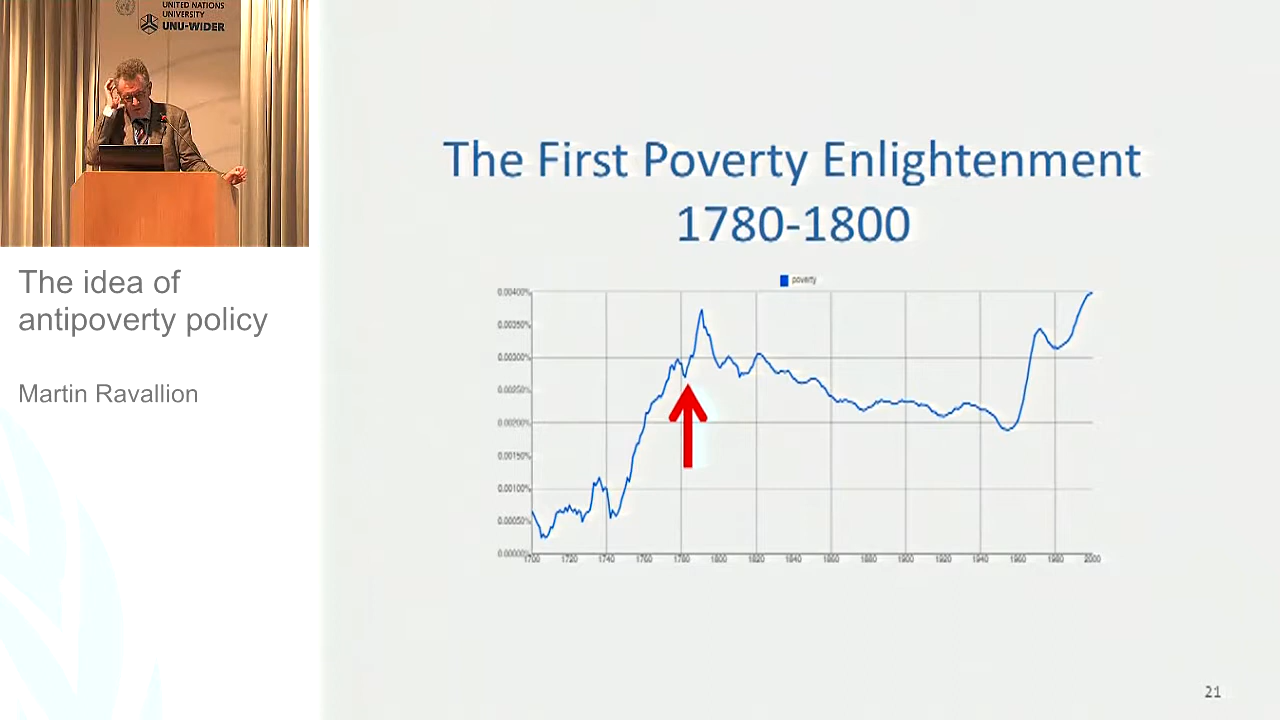 UNITED NATIONS
UNIVERSITY
UNU-WIDER
The idea of
antipoverty policy
Martin Ravallion
The First Poverty Enlightenment
1780-1800
poverty
0.00400%
0.00350%
0.00300%
0.00250%
0.00200%
0.00150%
0.00100%
0.00050%
0.00000%
1700 1720 1740 1760 1780 1800 1820 1840 1860 1880 1900 1920 1940 1960 1980 2000
21